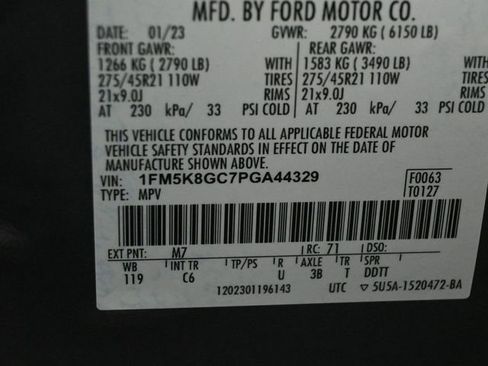 MFD. BY FORD MOTOR CO.
DATE: 01/23 GVWR: 2790 KG ( 6150 LB)
FRONT GAWR: REAR GAWR:
1266 KG ( 2790 LB) WITH 1583 KG ( 3490 LB) WITH
275/45R21 110W TIRES 275/45R21 110W TIRES
21x9.0J RIMS 21x9.0J RIMS
AT 230 kPa/ 33 PSI COLD AT 230 kPa/ 33 PSI COLD
THIS VEHICLE CONFORMS TO ALL APPLICABLE FEDERAL MOTOR
VEHICLE SAFETY STANDARDS IN EFFECT ON THE DATE OF
MANUFACTURE SHOWN ABOVE.
VIN: 1FM5K8GC7PGA44329 F0063
TYPE: MPV T0127
EXT PNT: M7 RC: 71 DSO:
WB INT TR TP/PS R AXLE TR SPR
119 C6 U 3B T DDTT
1202301196143 UTC ▽ 5U5A-1520472-BA